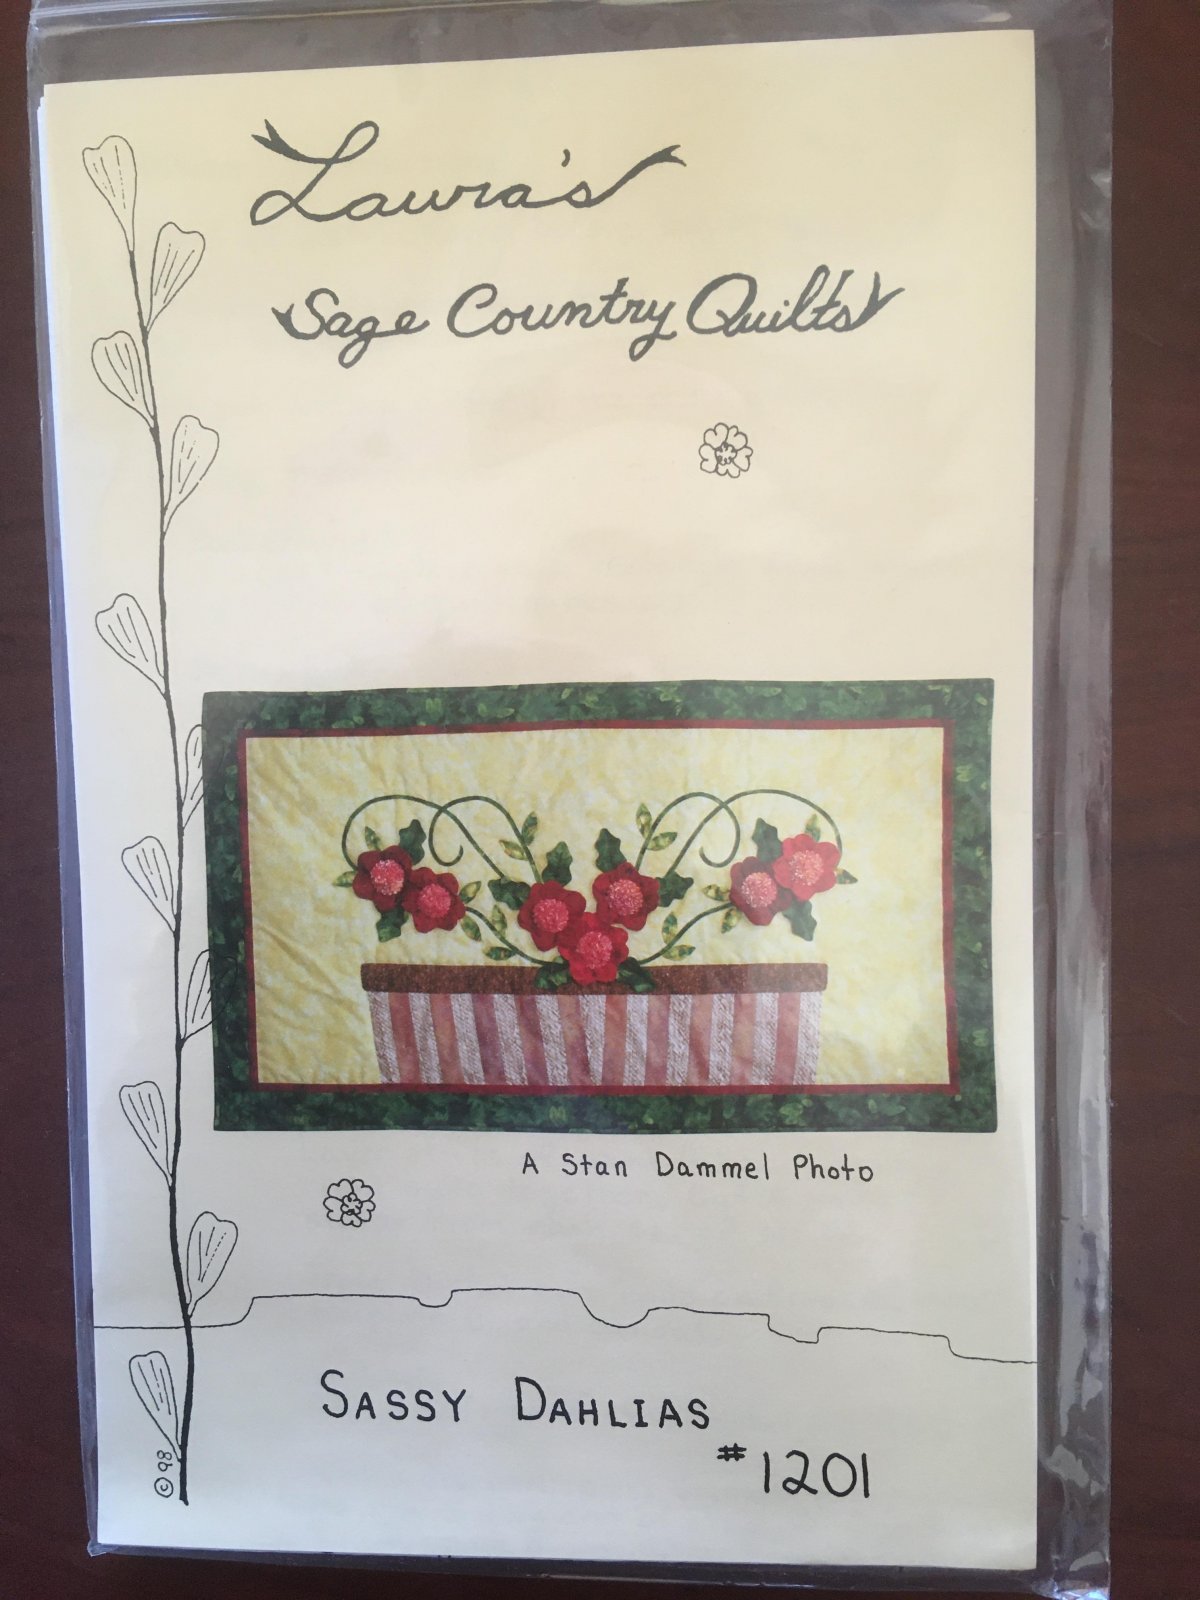 Laura's
Sage Country Quilts
A Stan Dammel Photo
SASSY DAHLIAS
#1201
© 98